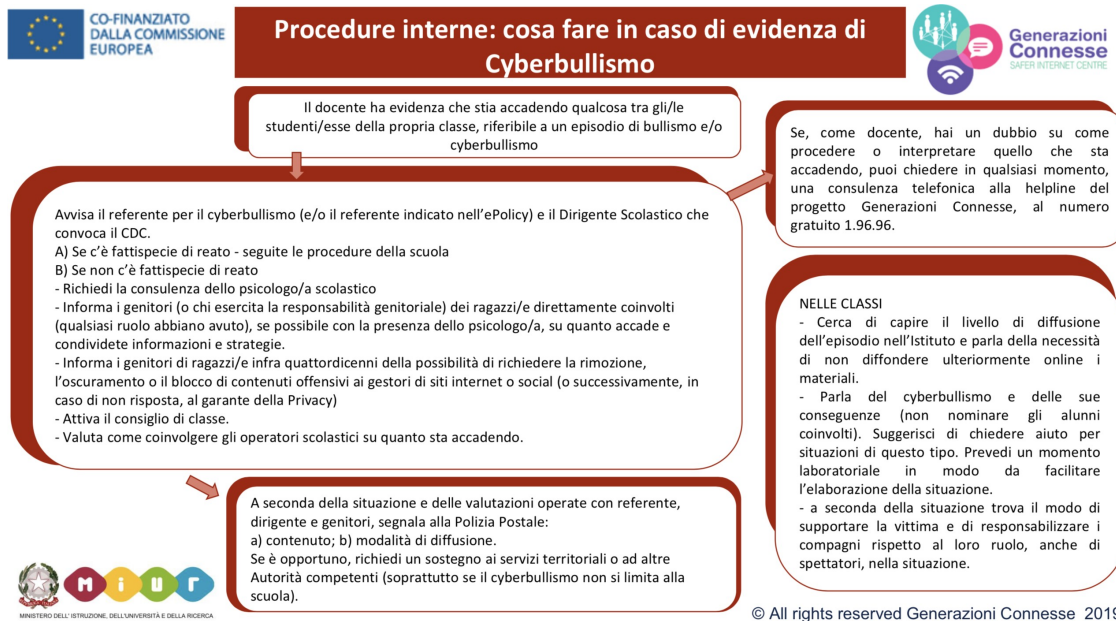 CO-FINANZIATO
DALLA COMMISSIONE
EUROPEA
Procedure interne: cosa fare in caso di evidenza di
Cyberbullismo
Generazioni
Connesse
SAFER INTERNET CENTRE
Il docente ha evidenza che stia accadendo qualcosa tra gli/le
studenti/esse della propria classe, riferibile a un episodio di bullismo e/o
cyberbullismo
Se, come docente, hai un dubbio su come
procedere o interpretare quello che sta
accadendo, puoi chiedere in qualsiasi momento,
una consulenza telefonica alla helpline del
progetto Generazioni Connesse, al numero
gratuito 1.96.96.
Avvisa il referente per il cyberbullismo (e/o il referente indicato nell'ePolicy) e il Dirigente Scolastico che
convoca il CDC.
A) Se c'è fattispecie di reato - seguite le procedure della scuola
B) Se non c'è fattispecie di reato
- Richiedi la consulenza dello psicologo/a scolastico
- Informa i genitori (o chi esercita la responsabilità genitoriale) dei ragazzi/e direttamente coinvolti
(qualsiasi ruolo abbiano avuto), se possibile con la presenza dello psicologo/a, su quanto accade e
condividete informazioni e strategie.
- Informa i genitori di ragazzi/e infra quattordicenni della possibilità di richiedere la rimozione,
l'oscuramento o il blocco di contenuti offensivi ai gestori di siti internet o social (o successivamente, in
caso di non risposta, al garante della Privacy)
- Attiva il consiglio di classe.
- Valuta come coinvolgere gli operatori scolastici su quanto sta accadendo.
NELLE CLASSI
- Cerca di capire il livello di diffusione
dell'episodio nell'Istituto e parla della necessità
di non diffondere ulteriormente online i
materiali.
- Parla del cyberbullismo e delle sue
conseguenze (non nominare gli alunni
coinvolti). Suggerisci di chiedere aiuto per
situazioni di questo tipo. Prevedi un momento
laboratoriale in modo da facilitare
l'elaborazione della situazione.
- a seconda della situazione trova il modo di
supportare la vittima e di responsabilizzare i
compagni rispetto al loro ruolo, anche di
spettatori, nella situazione.
A seconda della situazione e delle valutazioni operate con referente,
dirigente e genitori, segnala alla Polizia Postale:
a) contenuto; b) modalità di diffusione.
Se è opportuno, richiedi un sostegno ai servizi territoriali o ad altre
Autorità competenti (soprattutto se il cyberbullismo non si limita alla
scuola).
miur
MINISTERO DELL' ISTRUZIONE, DELL'UNIVERSITÀ E DELLA RICERCA
© All rights reserved Generazioni Connesse 2019